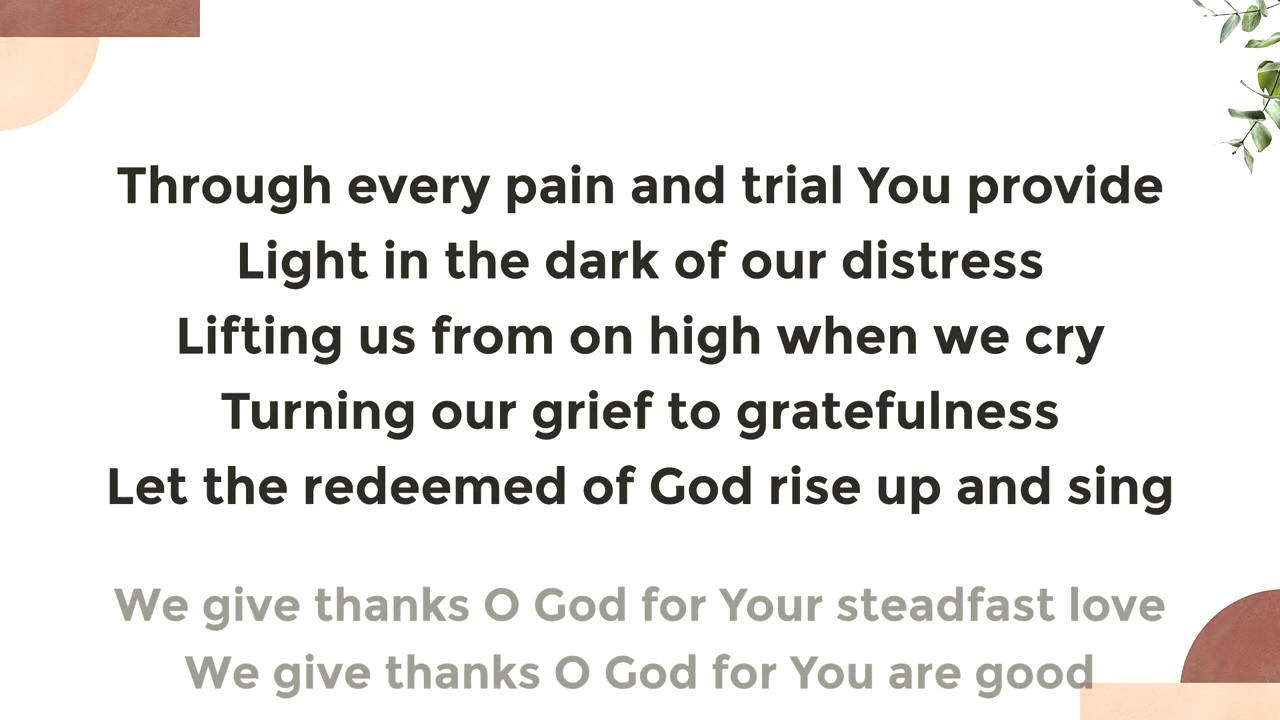 Through every pain and trial You provide
Light in the dark of our distress
Lifting us from on high when we cry
Turning our grief to gratefulness
Let the redeemed of God rise up and sing
We give thanks O God for Your steadfast love
We give thanks O God for You are good